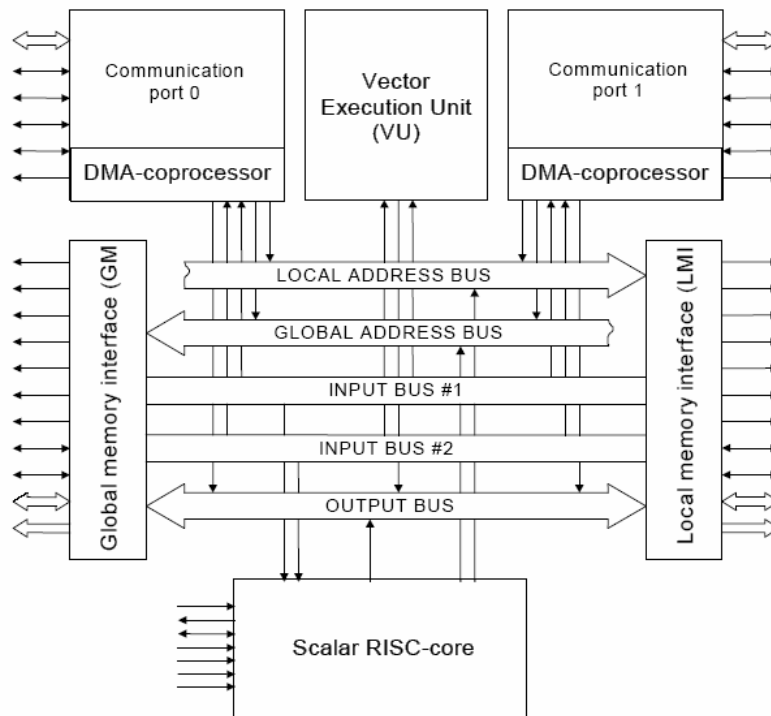 Communication
port 0
DMA-coprocessor
Vector
Execution Unit
(VU)
Communication
port 1
DMA-coprocessor
Global memory interface (GM
LOCAL ADDRESS BUS
GLOBAL ADDRESS BUS
INPUT BUS #1
INPUT BUS #2
OUTPUT BUS
Local memory interface (LMI
Scalar RISC-core